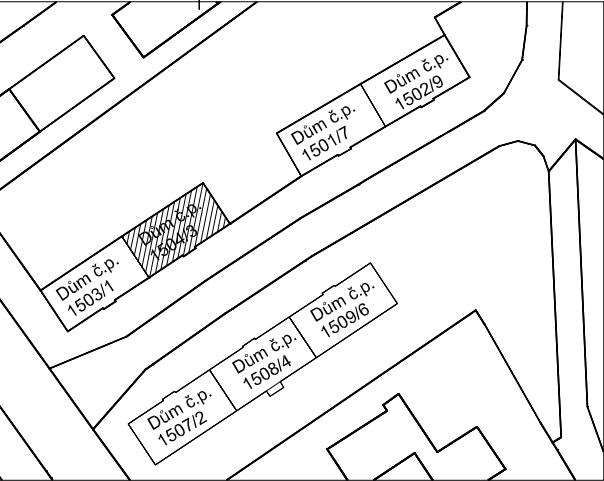 Dům č.p.
1502/9
Dům č.p.
1501/7
Dům č.p.
1504/3
Dům č.p.
1503/1
Dům č.p.
1509/6
Dům č.p.
1508/4
Dům č.p.
1507/2